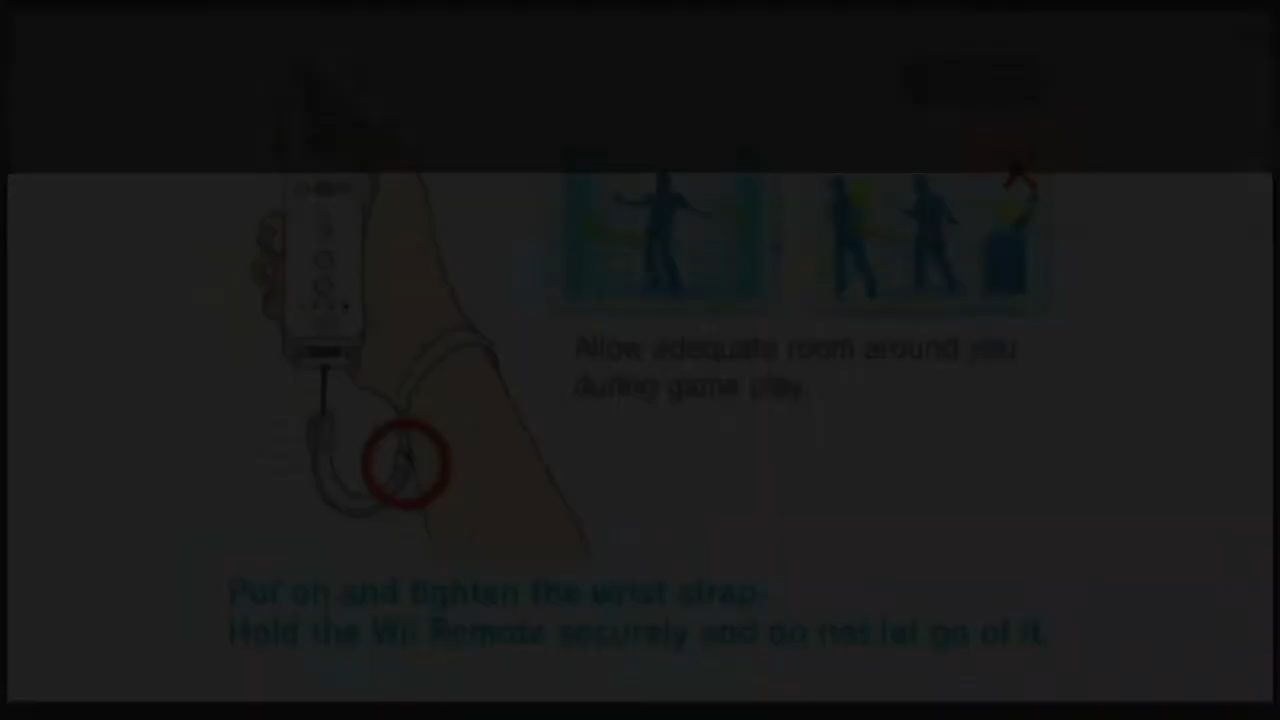 Allow adequate room around you
during game play.
Put on and tighten the wrist strap.
Hold the Wii Remote securely and do not let go of it.